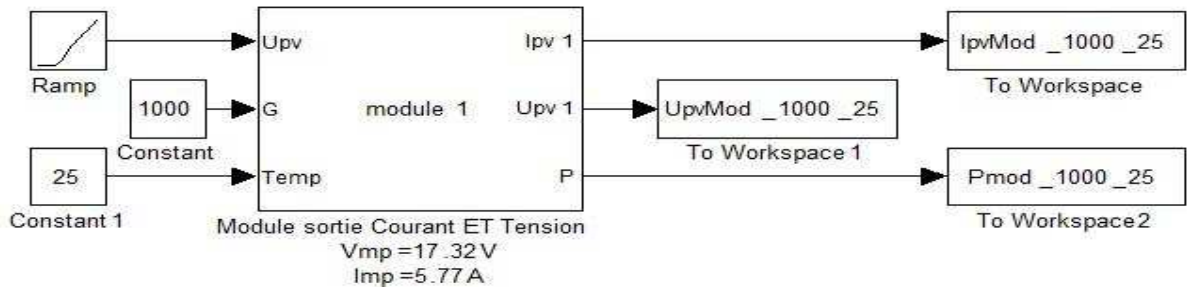 Upv
Ipv 1
IpvMod _1000 _25
Ramp
To Workspace
1000
G
module 1
Upv 1
UpvMod _1000 _25
Constant
To Workspace 1
25
Temp
P
Pmod _1000 _25
Constant 1
Module sortie Courant ET Tension
To Workspace2
Vmp =17 .32 V
Imp =5 .77 A